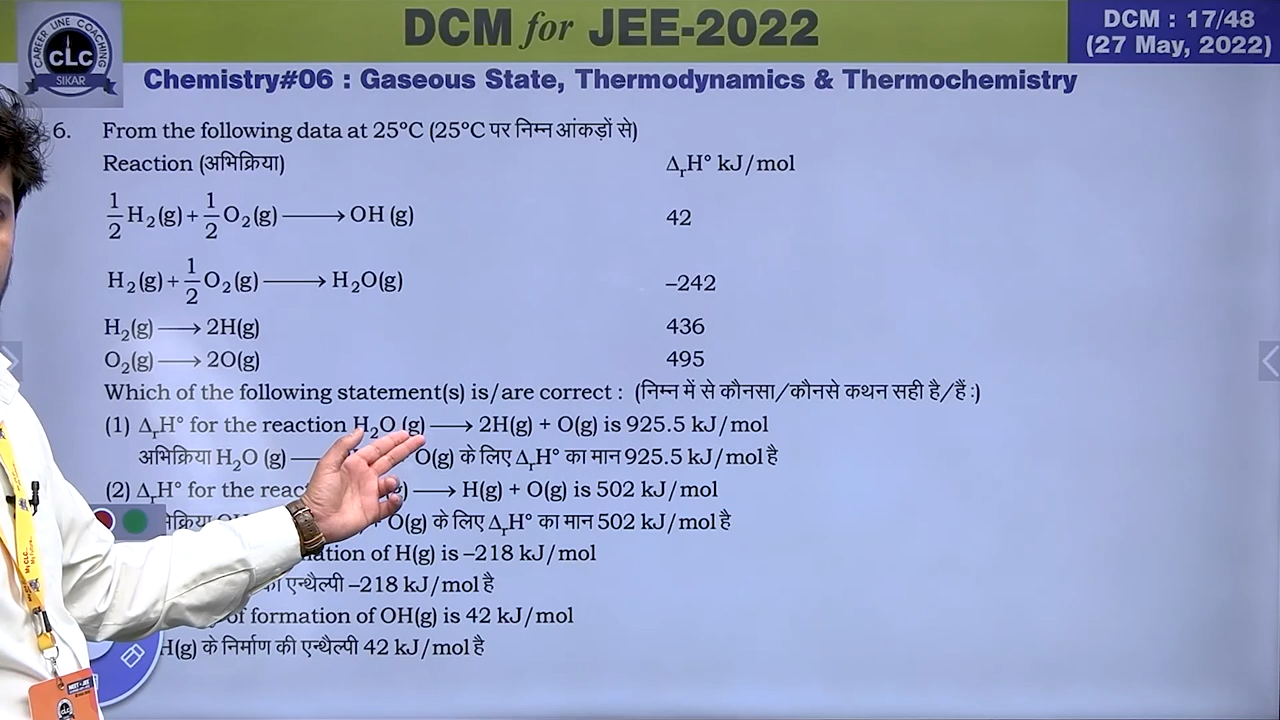 DCM for JEE-2022
DCM : 17/48
(27 May, 2022)
CAREER LINE COACHING
CLC
SIKAR
Chemistry#06 : Gaseous State, Thermodynamics & Thermochemistry
6. From the following data at 25°C (25°C पर निम्न आंकड़ों से)
Reaction (अभिक्रिया) ΔrH° kJ/mol
1/2 H₂(g) + 1/2 O₂(g) ⟶ OH (g) 42
H₂(g) + 1/2 O₂(g) ⟶ H₂O(g) –242
H₂(g) ⟶ 2H(g) 436
O₂(g) ⟶ 2O(g) 495
Which of the following statement(s) is/are correct : (निम्न में से कौनसा/कौनसे कथन सही है/हैं :)
(1) ΔrH° for the reaction H₂O (g) ⟶ 2H(g) + O(g) is 925.5 kJ/mol
अभिक्रिया H₂O (g) — O(g) के लिए ΔrH° का मान 925.5 kJ/mol है
(2) ΔrH° for the ) ⟶ H(g) + O(g) is 502 kJ/mol
O(g) के लिए ΔrH° का मान 502 kJ/mol है
of H(g) is –218 kJ/mol
एन्थैल्पी –218 kJ/mol है
of formation of OH(g) is 42 kJ/mol
H(g) के निर्माण की एन्थैल्पी 42 kJ/mol है
CLC